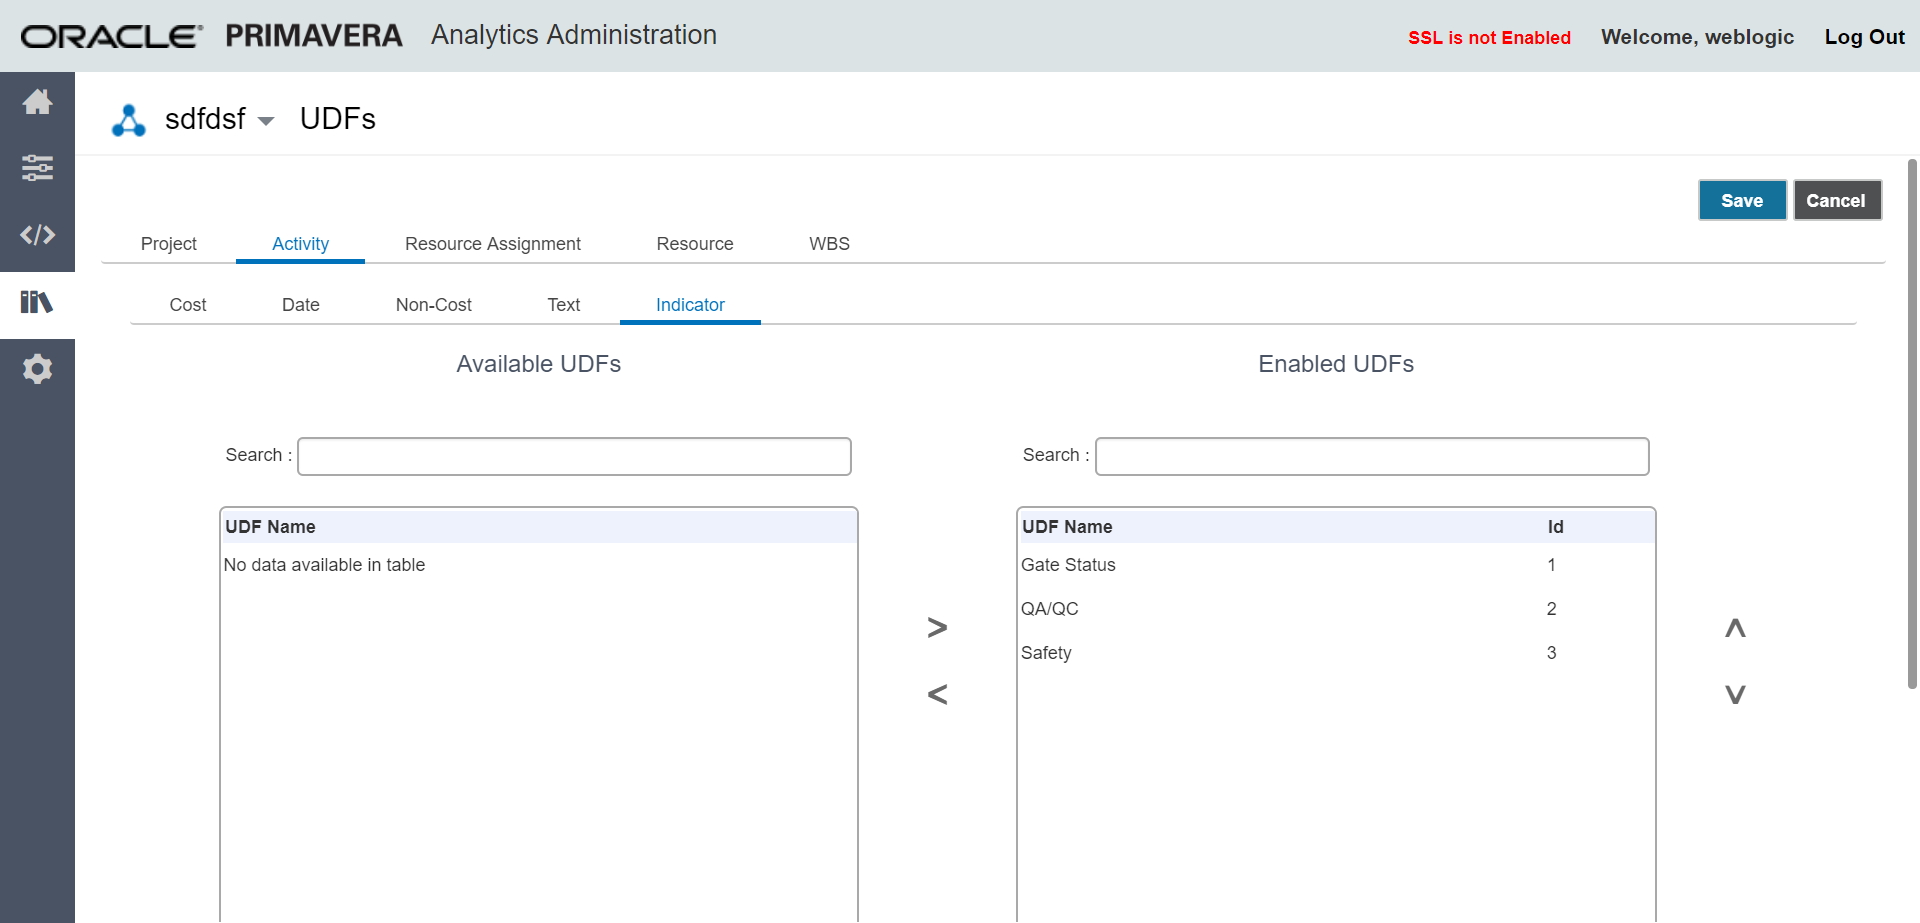 ORACLE® PRIMAVERA Analytics Administration
SSL is not Enabled Welcome, weblogic Log Out
sdfdsf UDFs
Save Cancel
Project Activity Resource Assignment Resource WBS
Cost Date Non-Cost Text Indicator
Available UDFs Enabled UDFs
Search : Search :
UDF Name UDF Name Id
No data available in table Gate Status 1
QA/QC 2
Safety 3